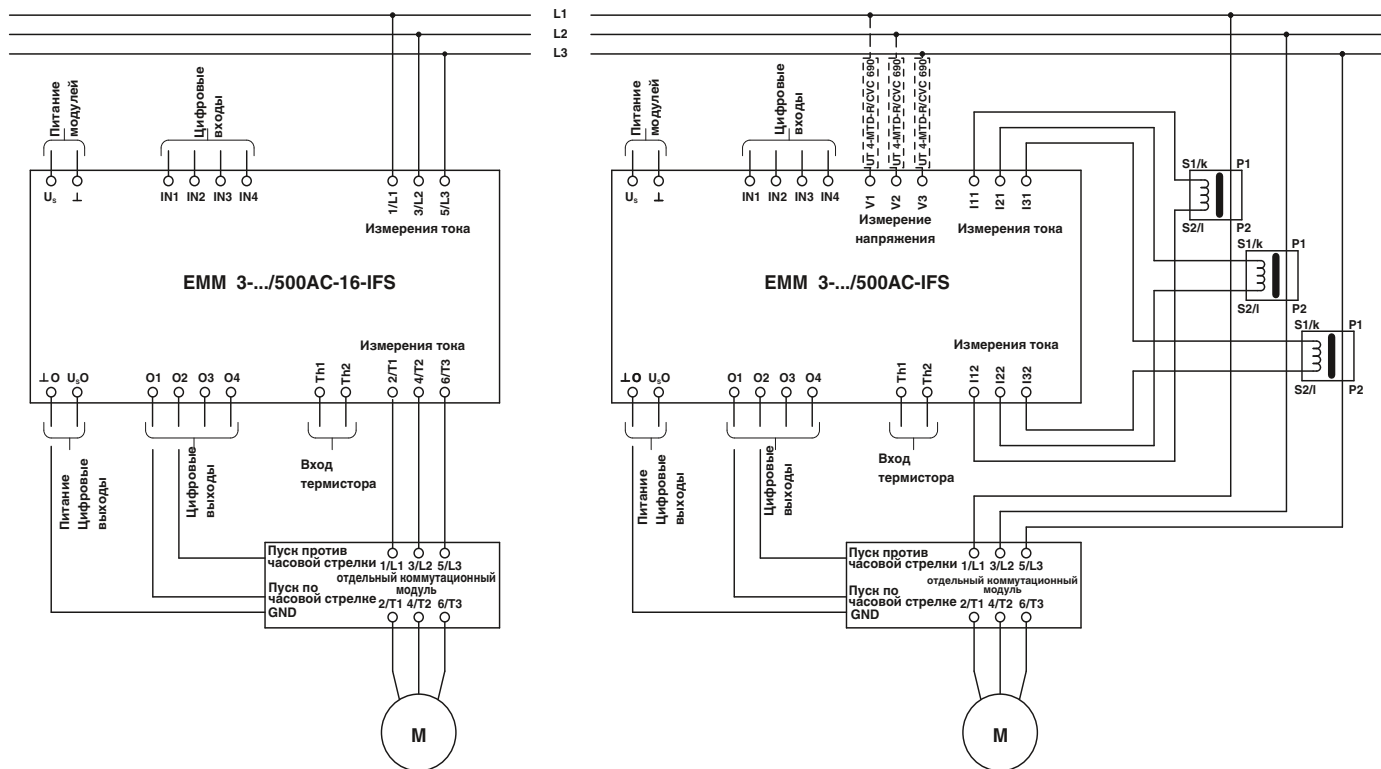 L1
L2
L3
Питание
модулей
Цифровые
входы
Us
⊥
IN1 IN2 IN3 IN4
1/L1
3/L2
5/L3
Измерения тока
EMM 3-.../500AC-16-IFS
Измерения тока
⊥O UsO
O1 O2 O3 O4
Th1
Th2
2/T1
4/T2
6/T3
Питание
Цифровые
выходы
Цифровые
выходы
Вход
термистора
Пуск против
часовой стрелки
1/L1 3/L2 5/L3
отдельный коммутационный
модуль
Пуск по
часовой стрелке
2/T1 4/T2 6/T3
GND
M
Питание
модулей
Цифровые
входы
UT 4-MTD-R/CVC 690
UT 4-MTD-R/CVC 690
UT 4-MTD-R/CVC 690
Us
⊥
IN1 IN2 IN3 IN4
V1
V2
V3
Измерение
напряжения
I11
I21
I31
Измерения тока
EMM 3-.../500AC-IFS
Измерения тока
⊥O UsO
O1 O2 O3 O4
Th1
Th2
I12
I22
I32
Питание
Цифровые
выходы
Цифровые
выходы
Вход
термистора
S1/k P1
S2/l P2
S1/k P1
S2/l P2
S1/k P1
S2/l P2
Пуск против
часовой стрелки
1/L1 3/L2 5/L3
отдельный коммутационный
модуль
Пуск по
часовой стрелке
2/T1 4/T2 6/T3
GND
M